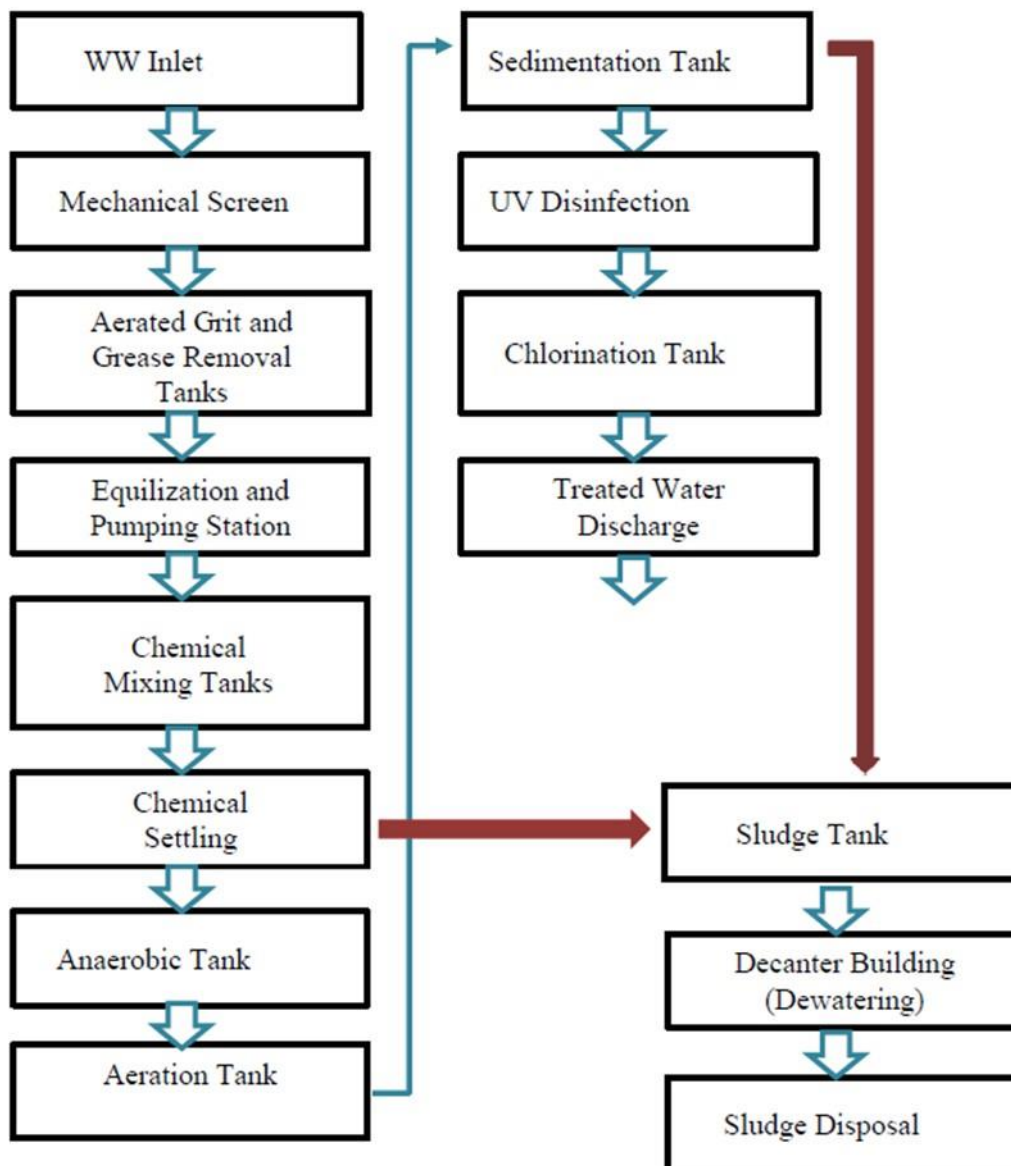 WW Inlet
Mechanical Screen
Aerated Grit and
Grease Removal
Tanks
Equilization and
Pumping Station
Chemical
Mixing Tanks
Chemical
Settling
Anaerobic Tank
Aeration Tank
Sedimentation Tank
UV Disinfection
Chlorination Tank
Treated Water
Discharge
Sludge Tank
Decanter Building
(Dewatering)
Sludge Disposal